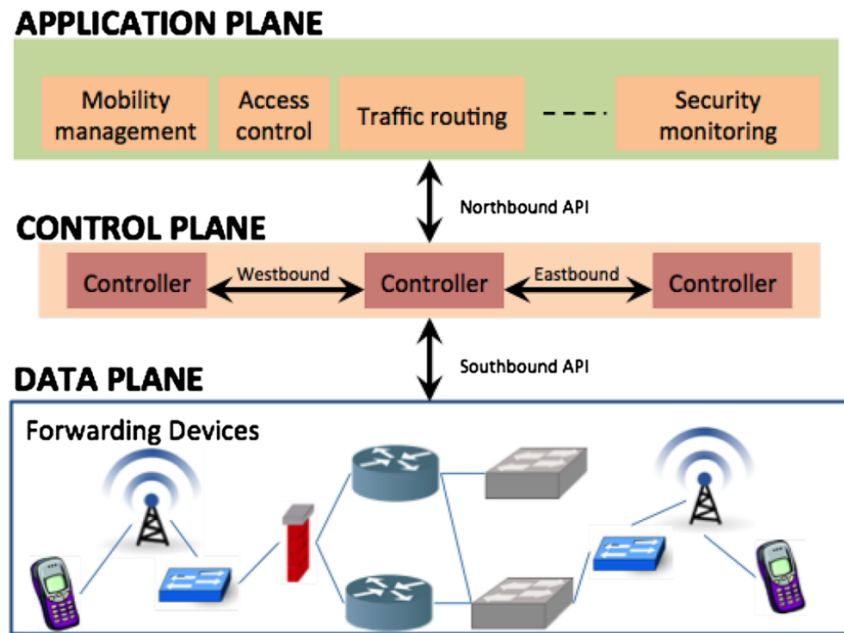 APPLICATION PLANE
Mobility
management
Access
control
Traffic routing
Security
monitoring
Northbound API
CONTROL PLANE
Controller
Westbound
Controller
Eastbound
Controller
Southbound API
DATA PLANE
Forwarding Devices